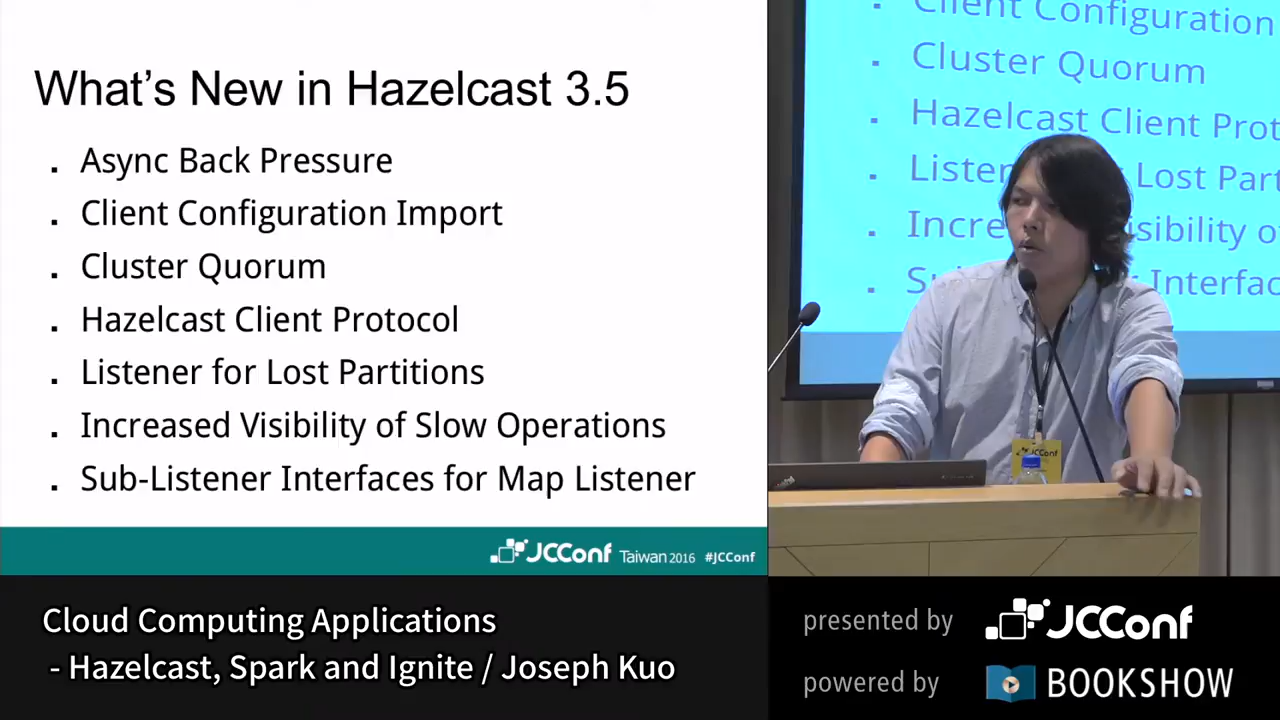 What's New in Hazelcast 3.5
. Async Back Pressure
. Client Configuration Import
. Cluster Quorum
. Hazelcast Client Protocol
. Listener for Lost Partitions
. Increased Visibility of Slow Operations
. Sub-Listener Interfaces for Map Listener
JCConf Taiwan 2016 #JCConf
Client Configuration
Cluster Quorum
Hazelcast Client Prot
Listen Lost Part
Incre isibility o
Su Interfac
JCConf
Cloud Computing Applications
- Hazelcast, Spark and Ignite / Joseph Kuo
presented by JCConf
powered by BOOKSHOW